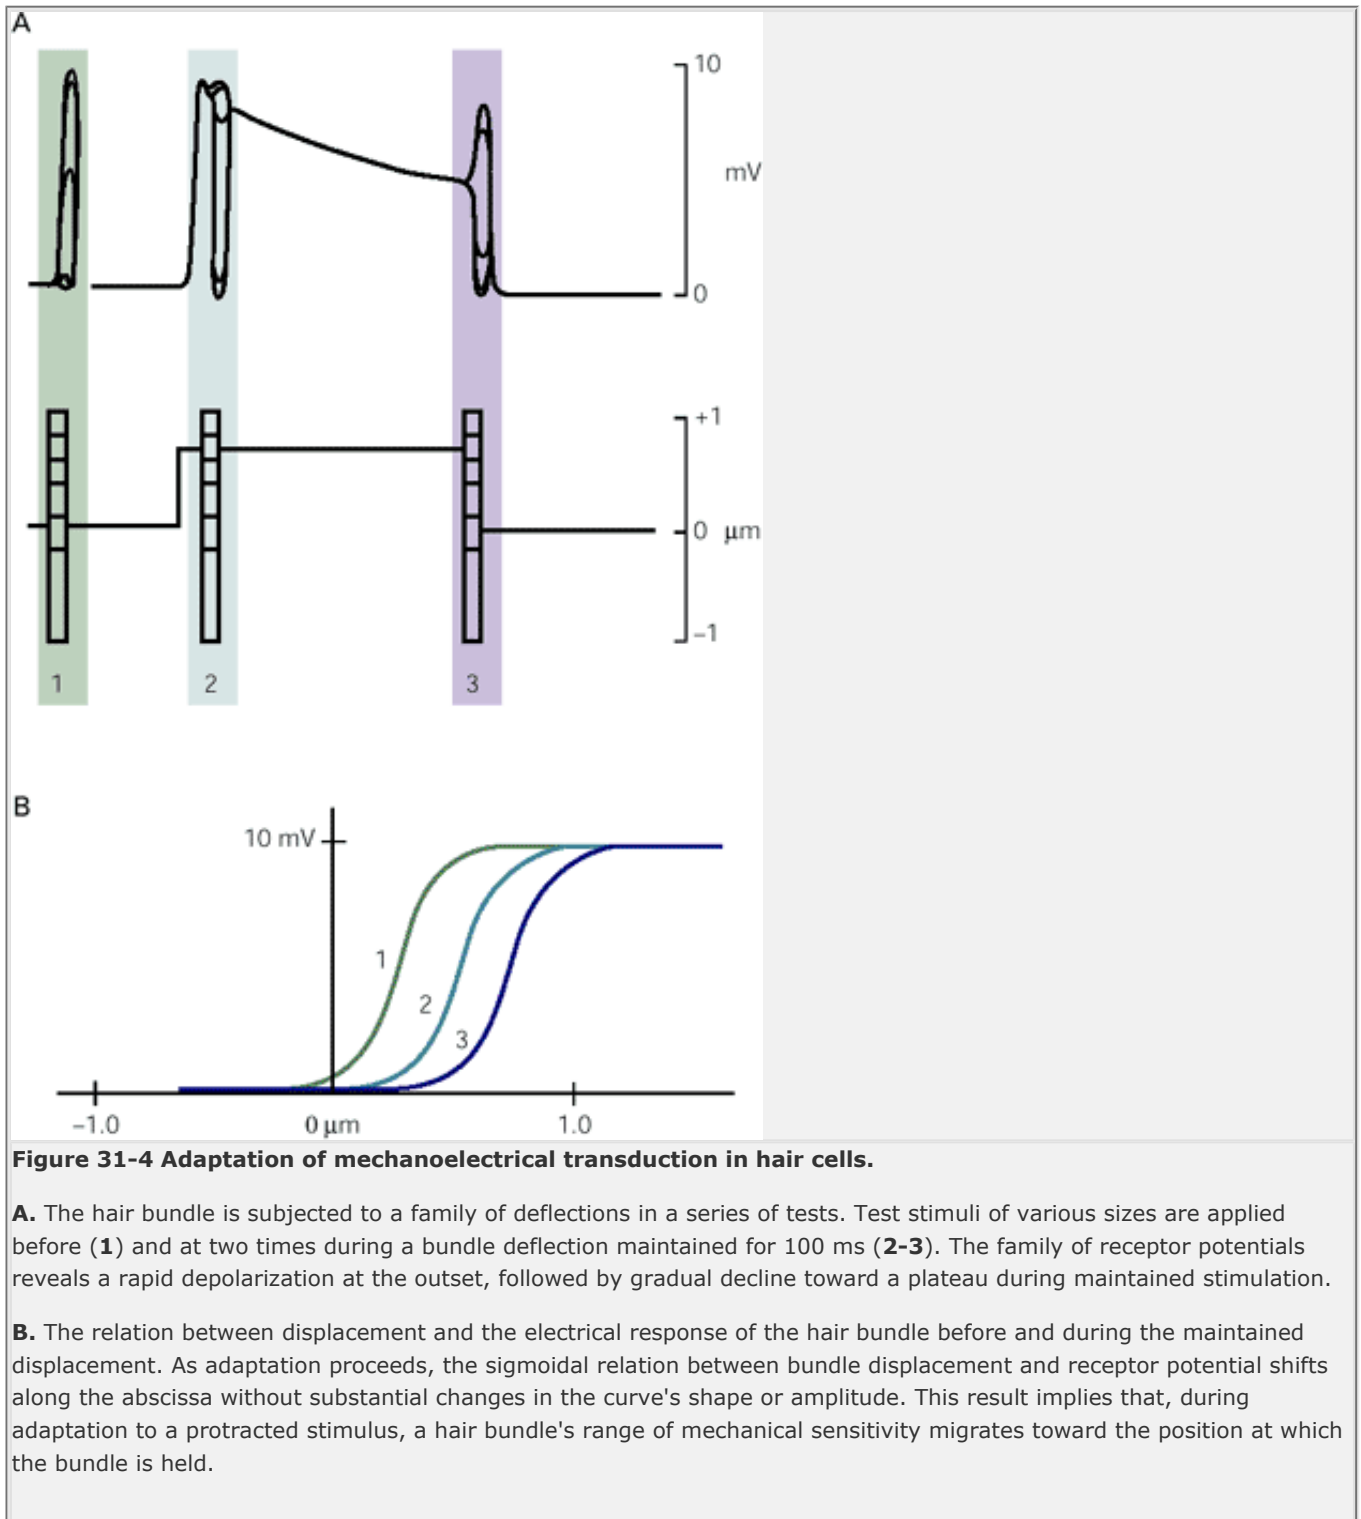 A
10
mV
0
+1
0 μm
–1
1 2 3
B
10 mV
1
2
3
–1.0 0 μm 1.0
Figure 31-4 Adaptation of mechanoelectrical transduction in hair cells.
A. The hair bundle is subjected to a family of deflections in a series of tests. Test stimuli of various sizes are applied
before (1) and at two times during a bundle deflection maintained for 100 ms (2-3). The family of receptor potentials
reveals a rapid depolarization at the outset, followed by gradual decline toward a plateau during maintained stimulation.
B. The relation between displacement and the electrical response of the hair bundle before and during the maintained
displacement. As adaptation proceeds, the sigmoidal relation between bundle displacement and receptor potential shifts
along the abscissa without substantial changes in the curve's shape or amplitude. This result implies that, during
adaptation to a protracted stimulus, a hair bundle's range of mechanical sensitivity migrates toward the position at which
the bundle is held.